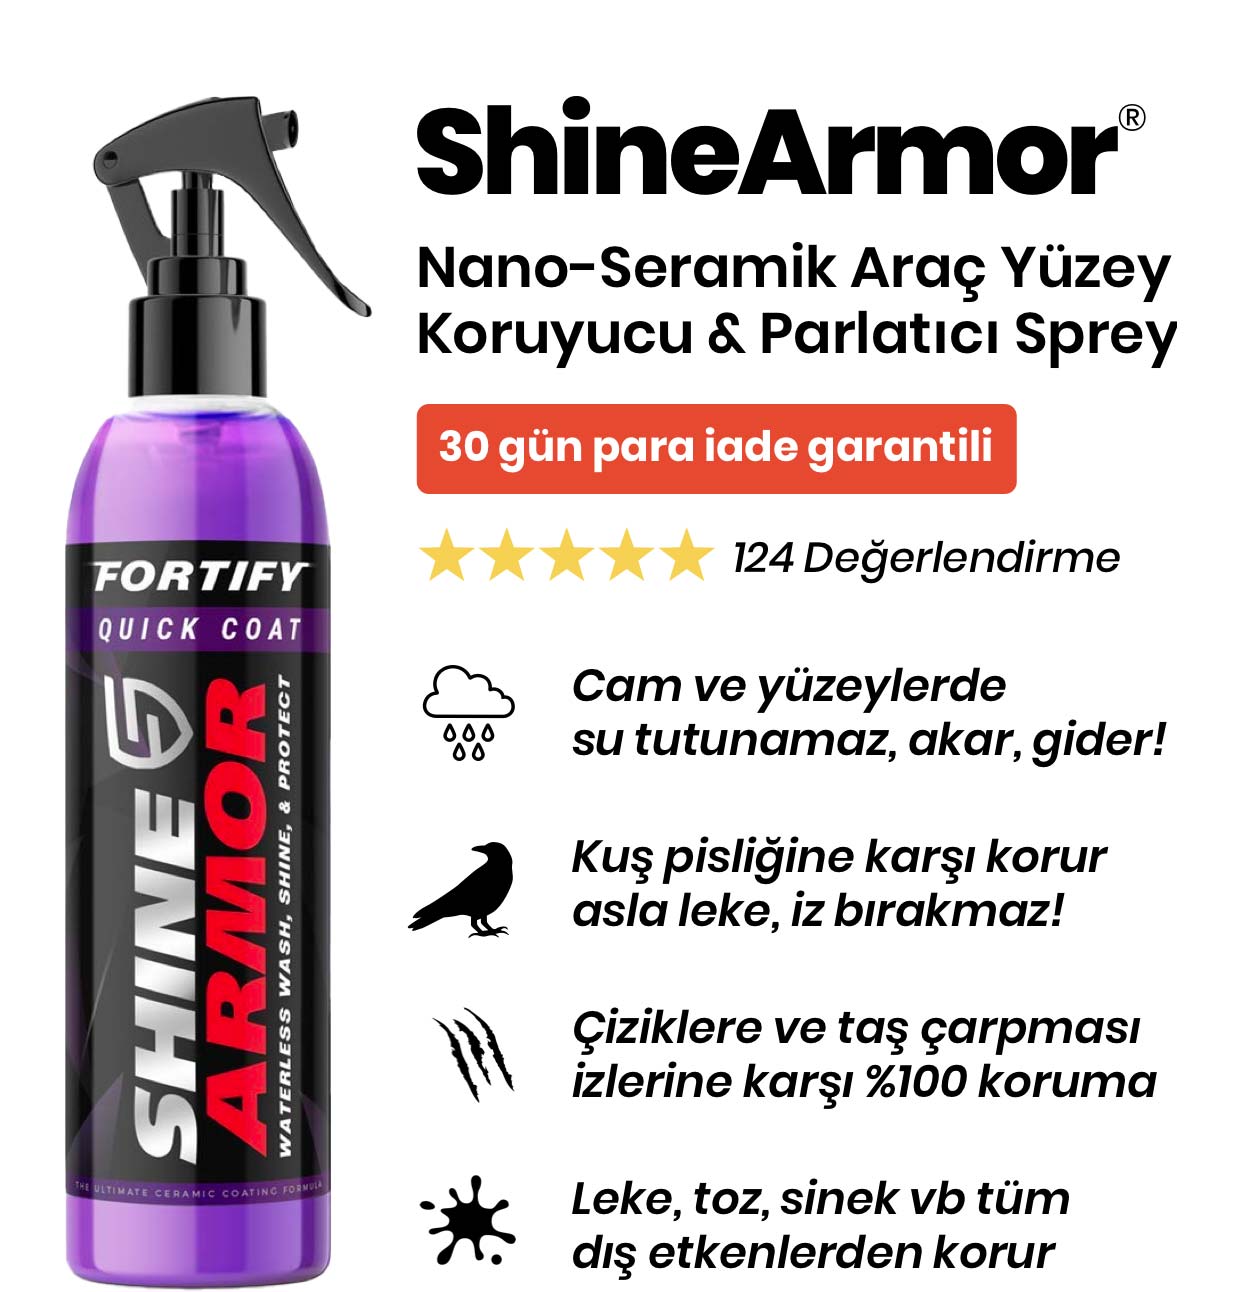 ShineArmor®
Nano-Seramik Araç Yüzey
Koruyucu & Parlatıcı Sprey
30 gün para iade garantili
124 Değerlendirme
Cam ve yüzeylerde
su tutunamaz, akar, gider!
Kuş pisliğine karşı korur
asla leke, iz bırakmaz!
Çiziklere ve taş çarpması
izlerine karşı %100 koruma
Leke, toz, sinek vb tüm
dış etkenlerden korur
FORTIFY
QUICK COAT
SHINE
ARMOR
WATERLESS WASH, SHINE, & PROTECT
THE ULTIMATE CERAMIC COATING FORMULA